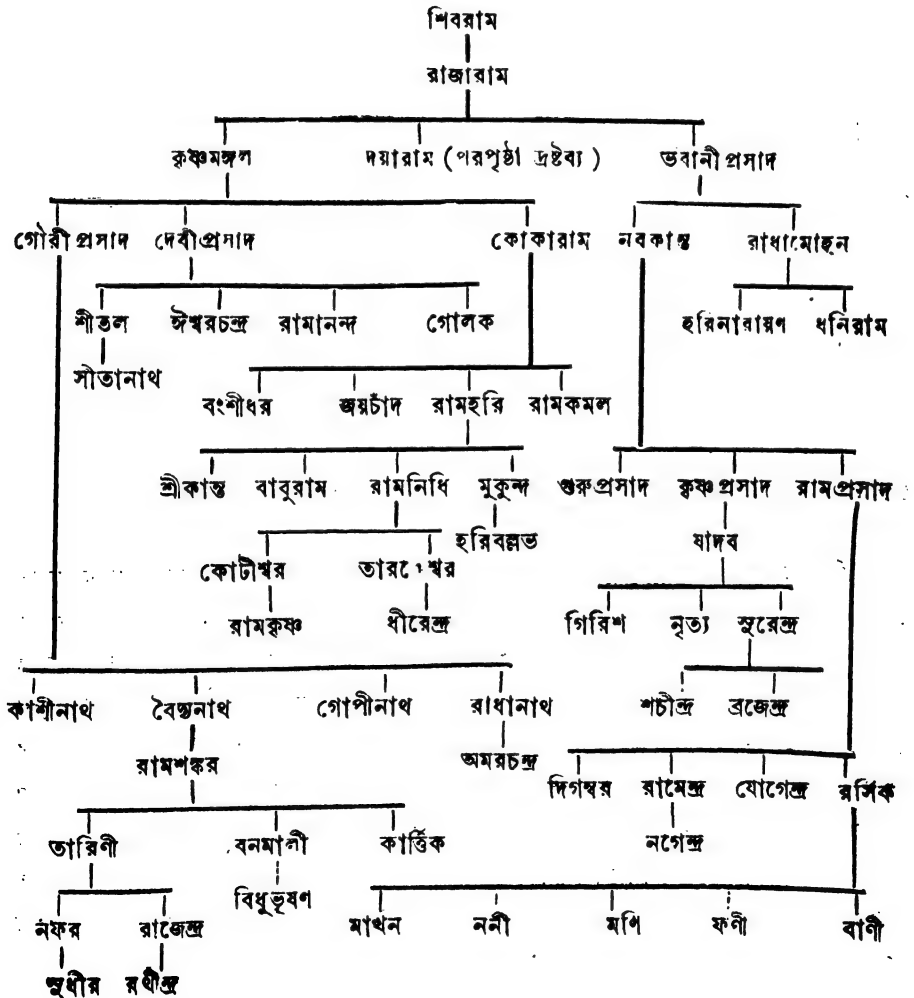 শিবরাম
রাজারাম
কৃষ্ণমঙ্গল দয়ারাম (পরপৃষ্ঠা দ্রষ্টব্য) ভবানীপ্রসাদ
গৌরীপ্রসাদ দেবীপ্রসাদ কোকারাম নবকান্ত রাধামোহন
শীতল ঈশ্বরচন্দ্র রামানন্দ গোলক হরিনারায়ণ ধনিরাম
সীতানাথ
বংশীধর জয়চাঁদ রামহরি রামকমল
শ্রীকান্ত বাবুরাম রামনিধি মুকুন্দ গুরুপ্রসাদ কৃষ্ণপ্রসাদ রামপ্রসাদ
হরিবল্লভ যাদব
কোটীশ্বর তারকেশ্বর
রামকৃষ্ণ ধীরেন্দ্র গিরিশ নৃত্য সুরেন্দ্র
কাশীনাথ বৈদ্যনাথ গোপীনাথ রাধানাথ শচীন্দ্র ব্রজেন্দ্র
রামশঙ্কর অমরচন্দ্র
দিগম্বর রামেন্দ্র যোগেন্দ্র রসিক
তারিণী বনমালী কার্ত্তিক নগেন্দ্র
বিধুভূষণ
নফর রাজেন্দ্র মাখন ননী মণি ফণী বাণী
সুধীর রথীন্দ্র